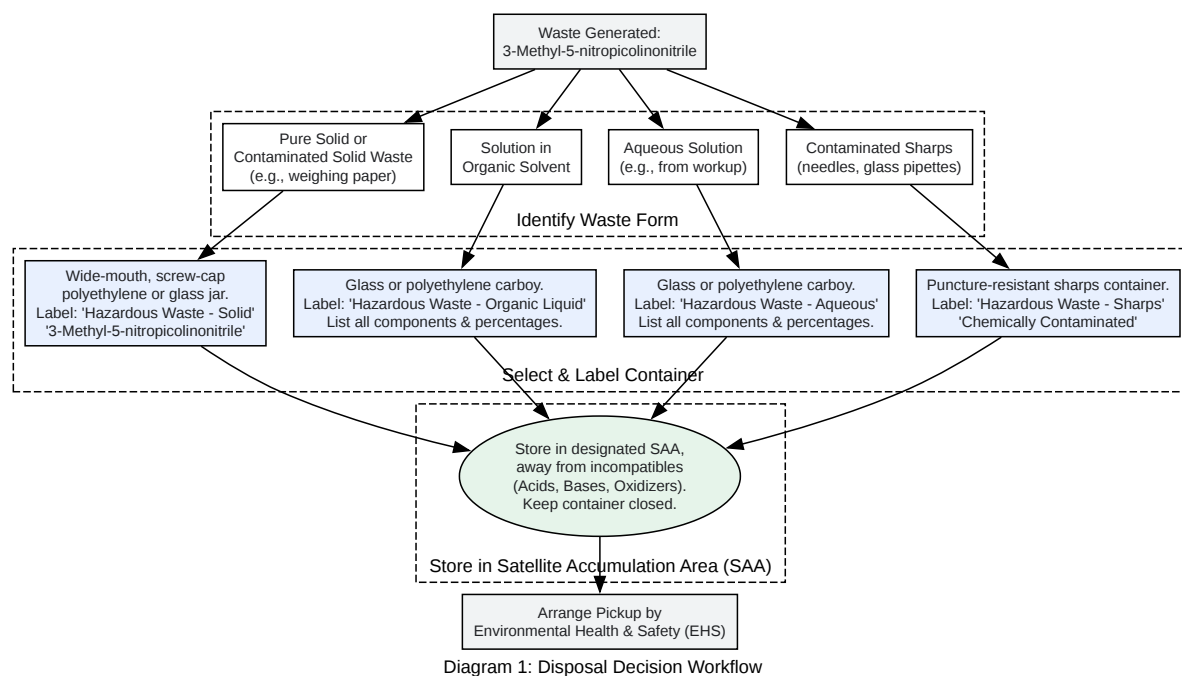 Waste Generated:
3-Methyl-5-nitropicolinonitrile
Pure Solid or
Contaminated Solid Waste
(e.g., weighing paper)
Solution in
Organic Solvent
Aqueous Solution
(e.g., from workup)
Contaminated Sharps
(needles, glass pipettes)
Identify Waste Form
Wide-mouth, screw-cap
polyethylene or glass jar.
Label: 'Hazardous Waste - Solid'
'3-Methyl-5-nitropicolinonitrile'
Glass or polyethylene carboy.
Label: 'Hazardous Waste - Organic Liquid'
List all components & percentages.
Glass or polyethylene carboy.
Label: 'Hazardous Waste - Aqueous'
List all components & percentages.
Puncture-resistant sharps container.
Label: 'Hazardous Waste - Sharps'
'Chemically Contaminated'
Select & Label Container
Store in designated SAA,
away from incompatibles
(Acids, Bases, Oxidizers).
Keep container closed.
Store in Satellite Accumulation Area (SAA)
Arrange Pickup by
Environmental Health & Safety (EHS)
Diagram 1: Disposal Decision Workflow